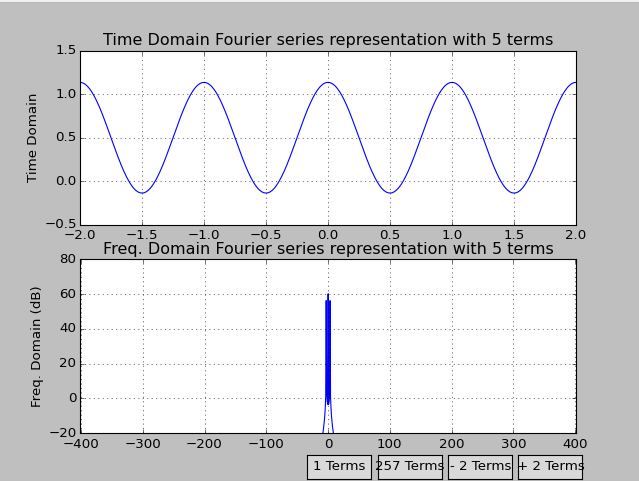 Time Domain Fourier series representation with 5 terms
1.5
1.0
0.5
0.0
−0.5
Time Domain
−2.0 −1.5 −1.0 −0.5 0.0 0.5 1.0 1.5 2.0
Freq. Domain Fourier series representation with 5 terms
80
60
40
20
0
−20
Freq. Domain (dB)
−400 −300 −200 −100 0 100 200 300 400
1 Terms 257 Terms - 2 Terms + 2 Terms